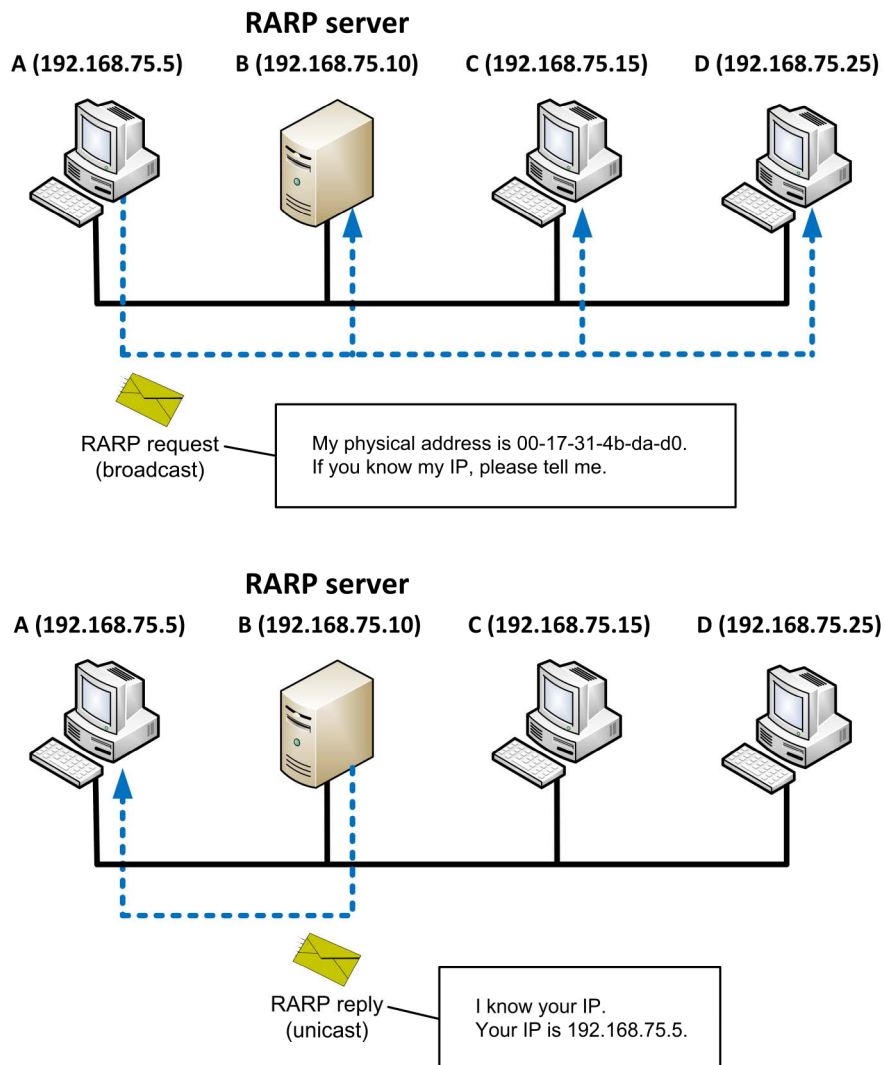 RARP server
A (192.168.75.5)
B (192.168.75.10)
C (192.168.75.15)
D (192.168.75.25)
RARP request
(broadcast)
My physical address is 00-17-31-4b-da-d0.
If you know my IP, please tell me.
RARP server
A (192.168.75.5)
B (192.168.75.10)
C (192.168.75.15)
D (192.168.75.25)
RARP reply
(unicast)
I know your IP.
Your IP is 192.168.75.5.